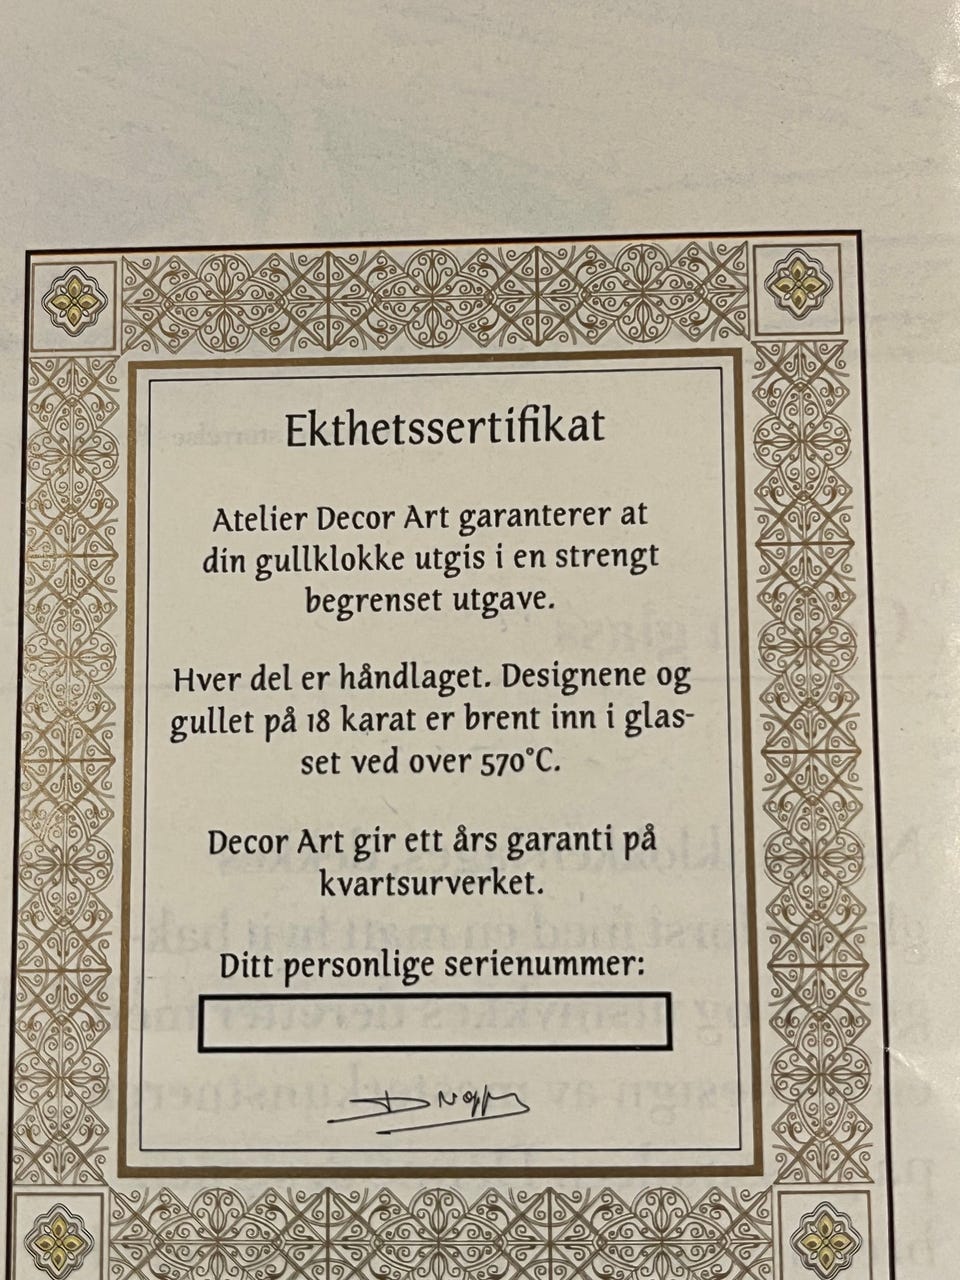 Ekthetssertifikat
Atelier Decor Art garanterer at
din gullklokke utgis i en strengt
begrenset utgave.
Hver del er håndlaget. Designene og
gullet på 18 karat er brent inn i glas-
set ved over 570°C.
Decor Art gir ett års garanti på
kvartsurverket.
Ditt personlige serienummer: